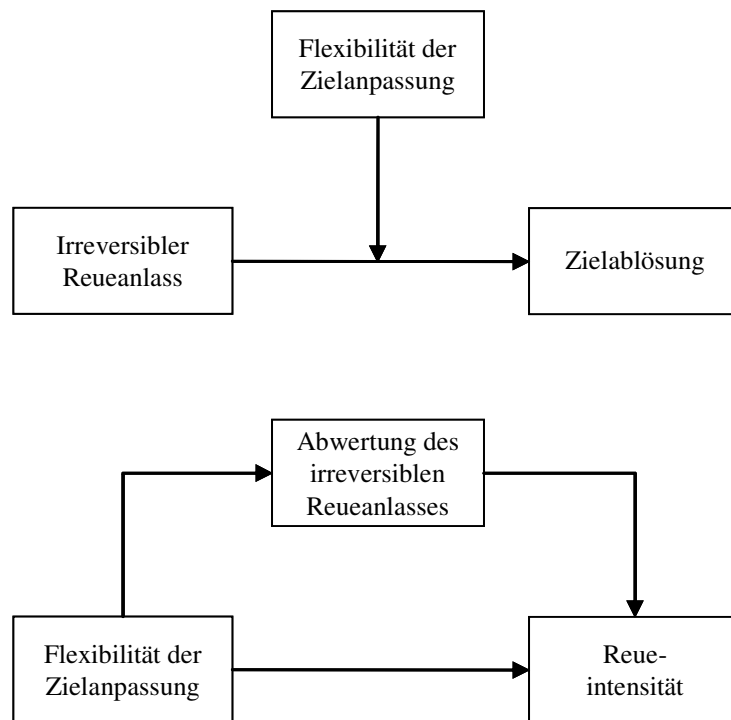 Flexibilität der
Zielanpassung
Irreversibler
Reueanlass
Zielablösung
Abwertung des
irreversiblen
Reueanlasses
Flexibilität der
Zielanpassung
Reue-
intensität